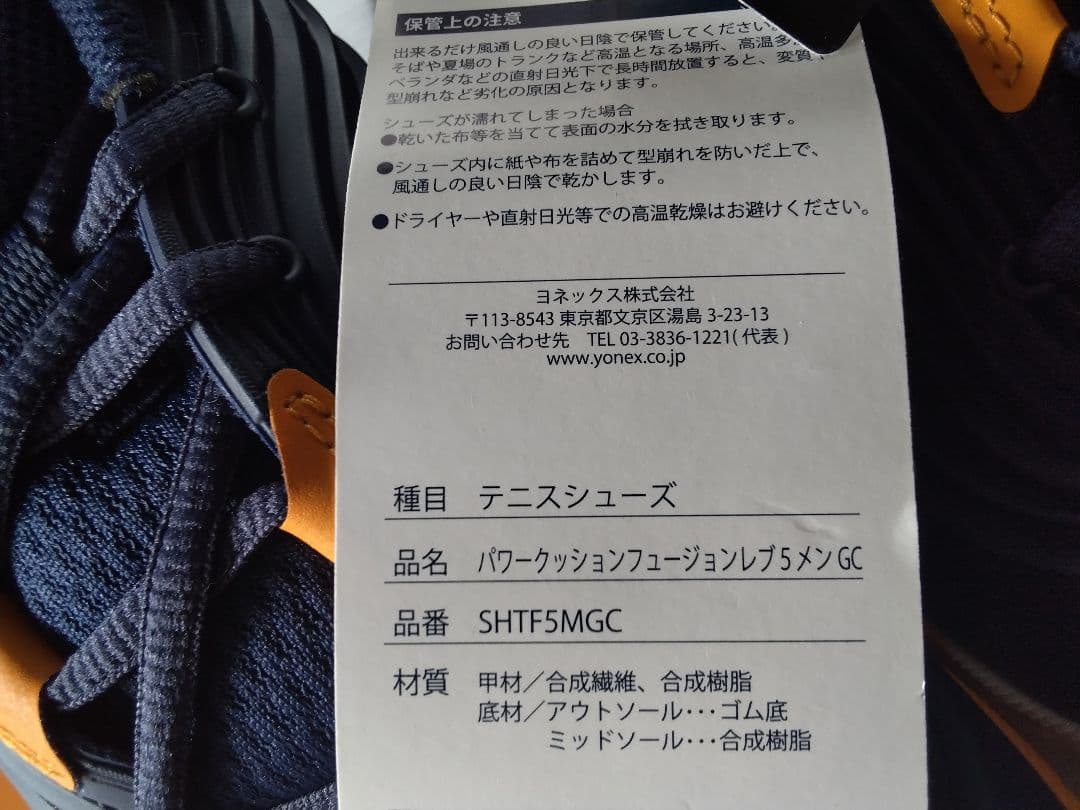 保管上の注意
出来るだけ風通しの良い日陰で保管してください。
そばや夏場のトランクなど高温となる場所、高温多
ベランダなどの直射日光下で長時間放置すると、変質
型崩れなど劣化の原因となります。
シューズが濡れてしまった場合
●乾いた布等を当てて表面の水分を拭き取ります。
●シューズ内に紙や布を詰めて型崩れを防いだ上で、
風通しの良い日陰で乾かします。
●ドライヤーや直射日光等での高温乾燥はお避けください。
ヨネックス株式会社
〒113-8543 東京都文京区湯島 3-23-13
お問い合わせ先 TEL 03-3836-1221(代表)
www.yonex.co.jp
種目 テニスシューズ
品名 パワークッションフュージョンレブ5メンGC
品番 SHTF5MGC
材質 甲材／合成繊維、合成樹脂
底材／アウトソール･･･ゴム底
ミッドソール･･･合成樹脂